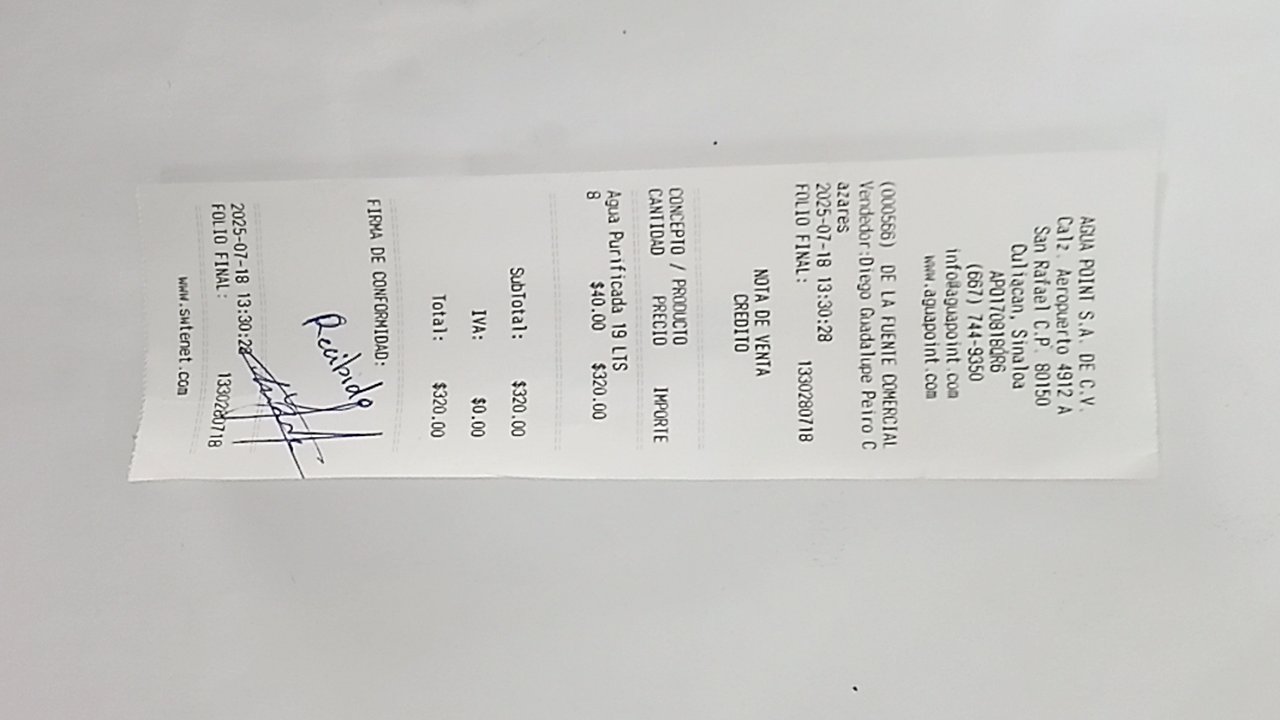 AGUA POINT S.A. DE C.V.
Calz. Aeropuerto 4912 A
San Rafael C.P. 80150
Culiacan, Sinaloa
APO170818QR6
(667) 744-9350
info@aguapoint.com
www.aguapoint.com
(000566) DE LA FUENTE COMERCIAL
Vendedor:Diego Guadalupe Peiro C
azares
2025-07-18 13:30:28
FOLIO FINAL: 1330280718
NOTA DE VENTA
CREDITO
CONCEPTO / PRODUCTO
CANTIDAD PRECIO IMPORTE
Agua Purificada 19 LTS
8 $40.00 $320.00
SubTotal: $320.00
IVA: $0.00
Total: $320.00
FIRMA DE CONFORMIDAD:
Recibido
2025-07-18 13:30:28
FOLIO FINAL: 1330280718
www.swtenet.com